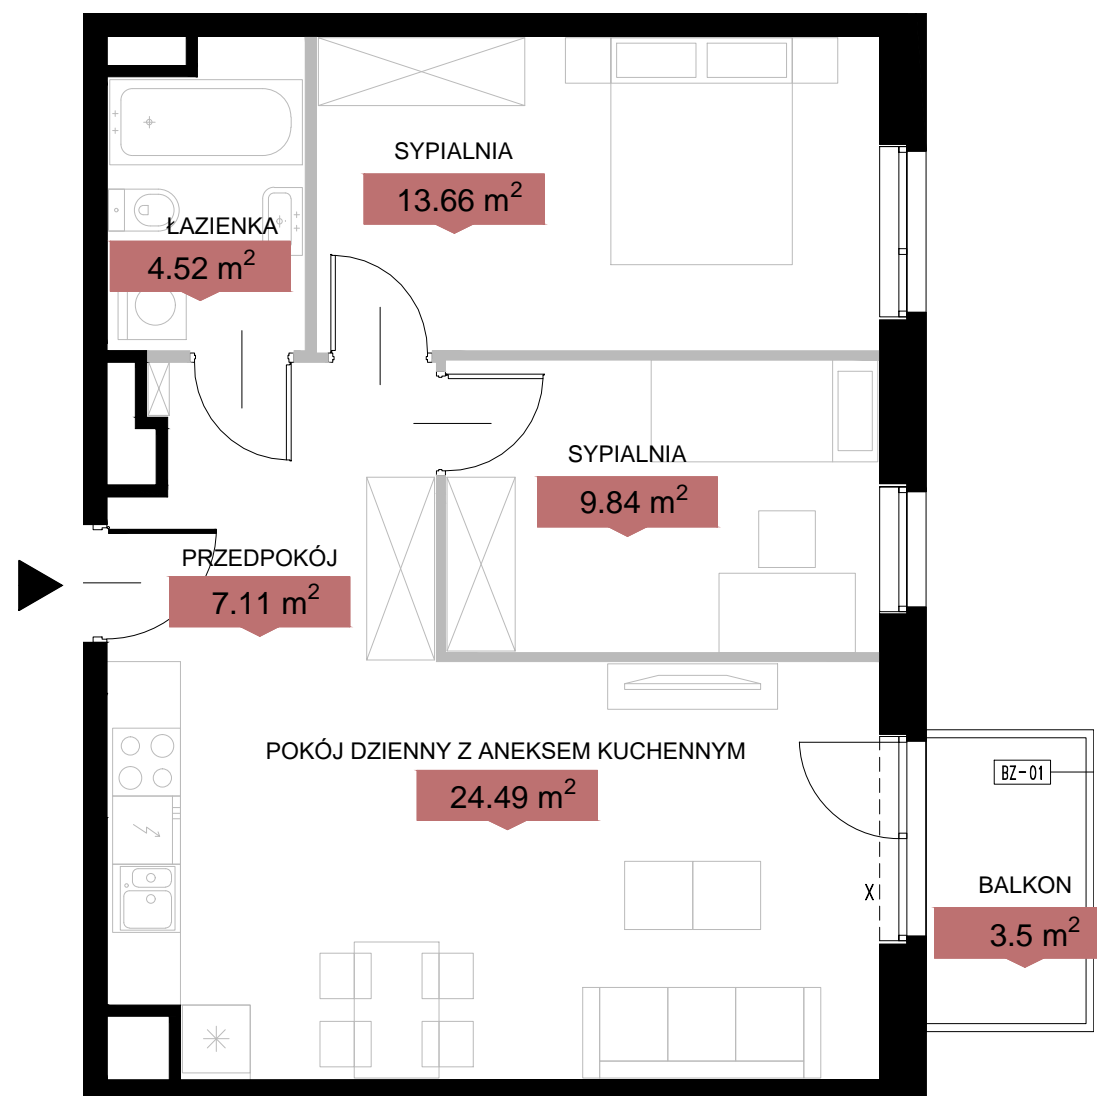 SYPIALNIA
13.66 m²
ŁAZIENKA
4.52 m²
SYPIALNIA
9.84 m²
PRZEDPOKÓJ
7.11 m²
POKÓJ DZIENNY Z ANEKSEM KUCHENNYM
24.49 m²
BZ-01
BALKON
3.5 m²
X